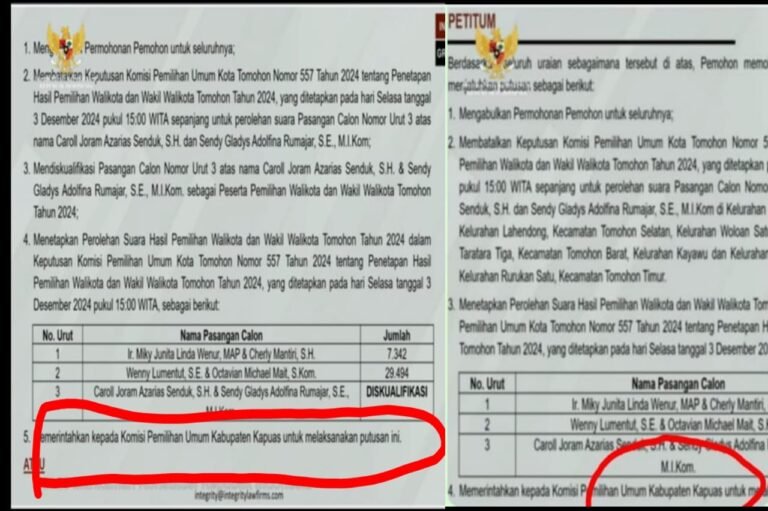 1. Permohonan Pemohon untuk seluruhnya;
2. Membatalkan Keputusan Komisi Pemilihan Umum Kota Tomohon Nomor 557 Tahun 2024 tentang Penetapan
Hasil Pemilihan Walikota dan Wakil Walikota Tomohon Tahun 2024, yang ditetapkan pada hari Selasa tanggal
3 Desember 2024 pukul 15:00 WITA sepanjang untuk perolehan suara Pasangan Calon Nomor Urut 3 atas
nama Caroll Joram Azarias Senduk, S.H. dan Sendy Gladys Adolfina Rumajar, S.E., M.I.Kom;
3. Mendiskualifikasi Pasangan Calon Nomor Urut 3 atas nama Caroll Joram Azarias Senduk, S.H. & Sendy
Gladys Adolfina Rumajar, S.E., M.I.Kom. sebagai Peserta Pemilihan Walikota dan Wakil Walikota Tomohon
Tahun 2024;
4. Menetapkan Perolehan Suara Hasil Pemilihan Walikota dan Wakil Walikota Tomohon Tahun 2024 dalam
Keputusan Komisi Pemilihan Umum Kota Tomohon Nomor 557 Tahun 2024 tentang Penetapan Hasil
Pemilihan Walikota dan Wakil Walikota Tomohon Tahun 2024, yang ditetapkan pada hari Selasa tanggal 3
Desember 2024 pukul 15:00 WITA, sebagai berikut:
No. Urut Nama Pasangan Calon Jumlah
1 Ir. Miky Junita Linda Wenur, MAP & Cherly Mantiri, S.H. 7.342
2 Wenny Lumentut, S.E. & Octavian Michael Mait, S.Kom. 29.494
3 Caroll Joram Azarias Senduk, S.H. & Sendy Gladys Adolfina Rumajar, S.E., DISKUALIFIKASI
M.I.Kom.
5. Memerintahkan kepada Komisi Pemilihan Umum Kabupaten Kapuas untuk melaksanakan putusan ini.
ATAU
integrity@integritylawfirms.com
PETITUM
Berdasarkan seluruh uraian sebagaimana tersebut di atas, Pemohon
menjatuhkan putusan sebagai berikut:
1. Mengabulkan Permohonan Pemohon untuk seluruhnya;
2. Membatalkan Keputusan Komisi Pemilihan Umum Kota Tomohon Nomor
Pemilihan Walikota dan Wakil Walikota Tomohon Tahun 2024, yang ditetapkan
pukul 15:00 WITA sepanjang untuk perolehan suara Pasangan Calon
Senduk, S.H. dan Sendy Gladys Adolfina Rumajar, S.E., M.I.Kom di Kelurahan
Kelurahan Lahendong, Kecamatan Tomohon Selatan, Kelurahan Woloan
Taratara Tiga, Kecamatan Tomohon Barat, Kelurahan Kayawu dan Kelurahan
Kelurahan Rurukan Satu, Kecamatan Tomohon Timur.
3. Menetapkan Perolehan Suara Hasil Pemilihan Walikota dan Wakil Walikota
Pemilihan Umum Kota Tomohon Nomor 557 Tahun 2024 tentang Penetapan
Tomohon Tahun 2024, yang ditetapkan pada hari Selasa tanggal 3 Desember
No. Urut Nama Pasangan Calon
1 Ir. Miky Junita Linda Wenur, MAP & Cherly Mantiri,
2 Wenny Lumentut, S.E. & Octavian Michael Mait,
3 Caroll Joram Azarias Senduk, S.H. & Sendy Gladys Adolfina
M.I.Kom.
4. Memerintahkan kepada Komisi Pemilihan Umum Kabupaten Kapuas untuk